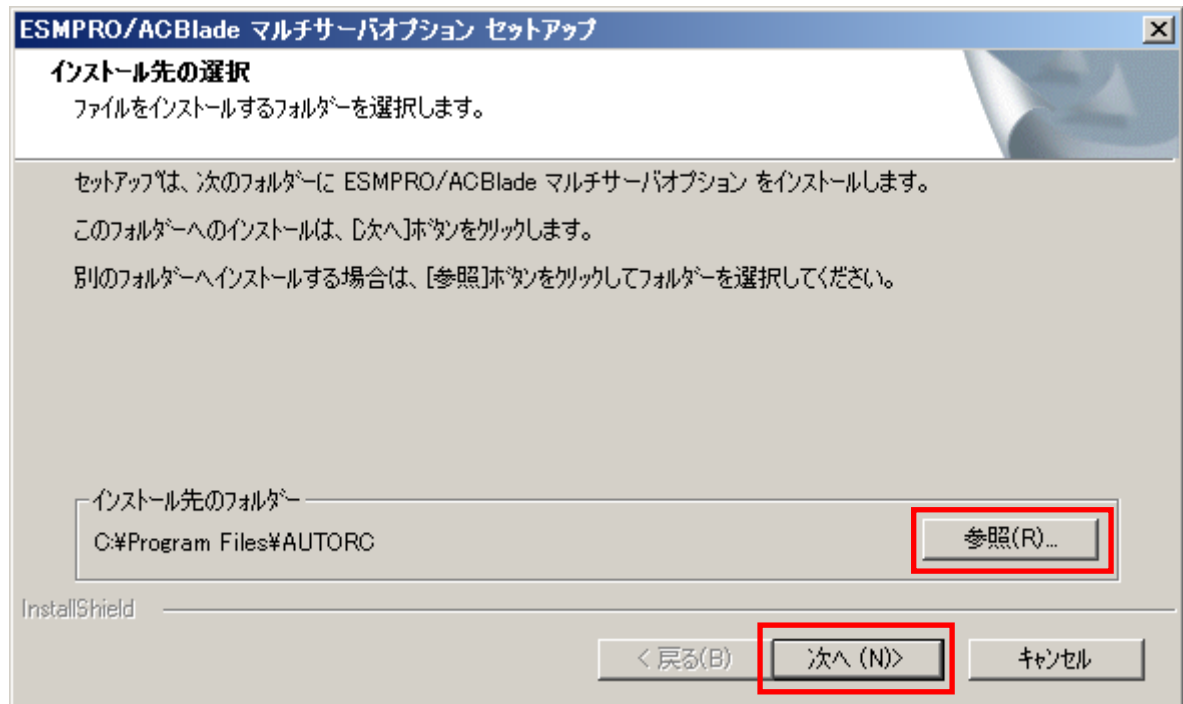 ESMPRO/ACBlade マルチサーバオプション セットアップ
インストール先の選択
ファイルをインストールするフォルダーを選択します。
セットアップは、次のフォルダーに ESMPRO/ACBlade マルチサーバオプション をインストールします。
このフォルダーへのインストールは、[次へ]ボタンをクリックします。
別のフォルダーへインストールする場合は、[参照]ボタンをクリックしてフォルダーを選択してください。
インストール先のフォルダー
C:¥Program Files¥AUTORC
参照(R)...
InstallShield
< 戻る(B)
次へ (N)>
キャンセル